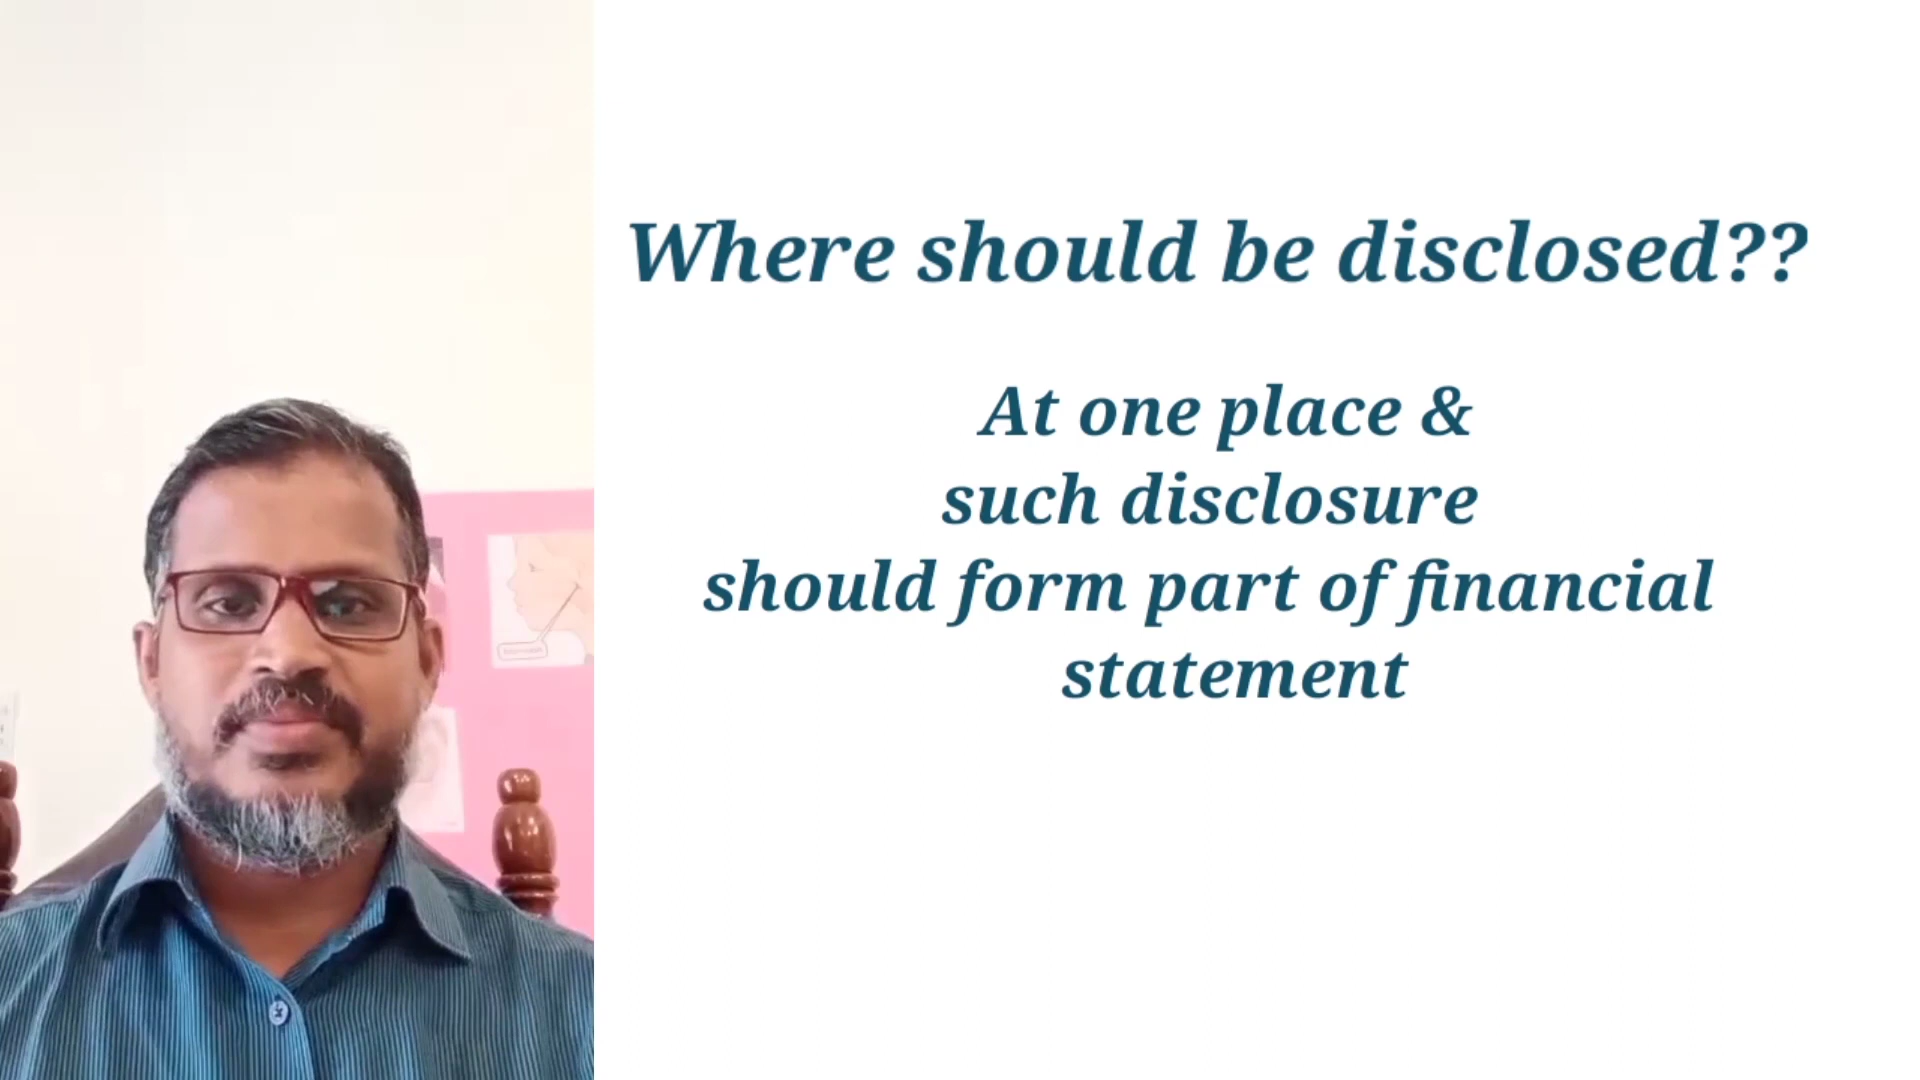 Where should be disclosed??
At one place &
such disclosure
should form part of financial
statement